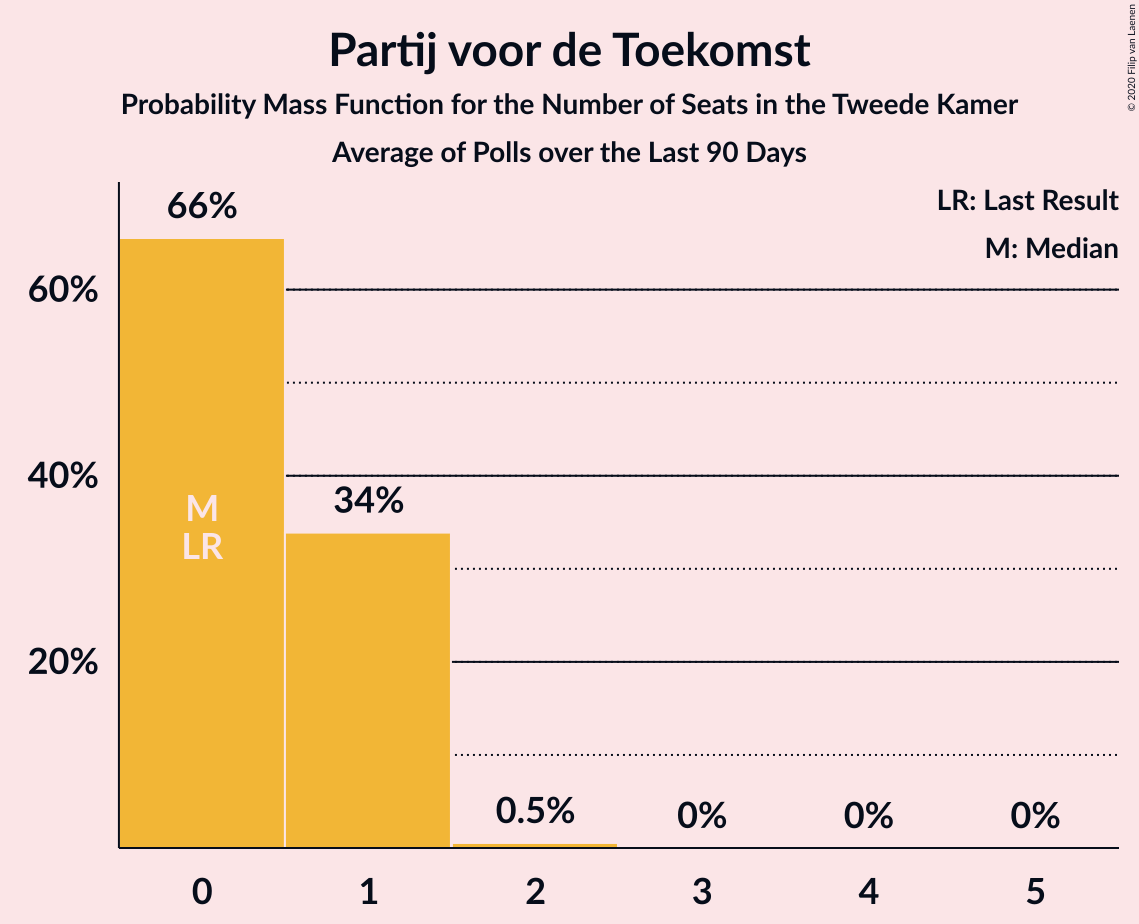 Partij voor de Toekomst
Probability Mass Function for the Number of Seats in the Tweede Kamer
Average of Polls over the Last 90 Days
© 2020 Filip van Laenen
LR: Last Result
M: Median
66%
60%
40%
34%
M
LR
20%
0.5%
0%
0%
0%
0
1
2
3
4
5